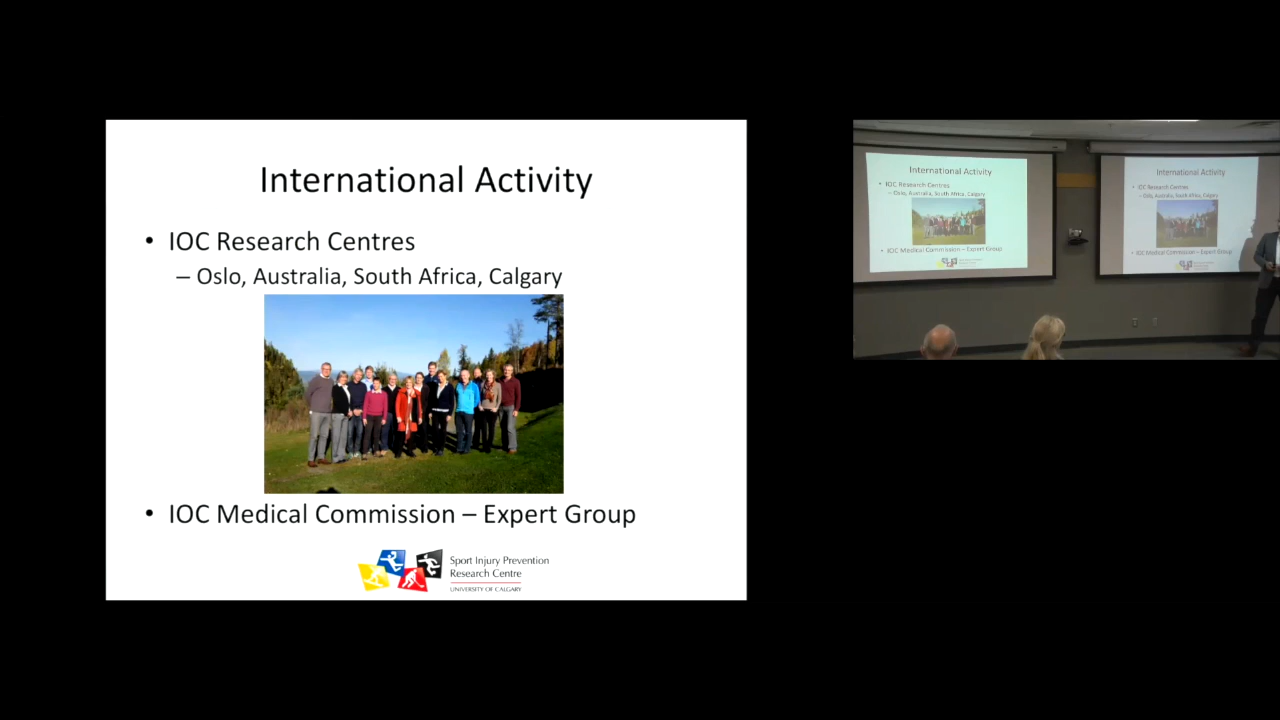 International Activity
• IOC Research Centres
– Oslo, Australia, South Africa, Calgary
• IOC Medical Commission – Expert Group
Sport Injury Prevention
Research Centre
UNIVERSITY OF CALGARY
International Activity
• IOC Research Centres
– Oslo, Australia, South Africa, Calgary
• IOC Medical Commission – Expert Group
International Activity
• IOC Research Centres
– Oslo, Australia, South Africa, Calgary
• IOC Medical Commission – Expert Group